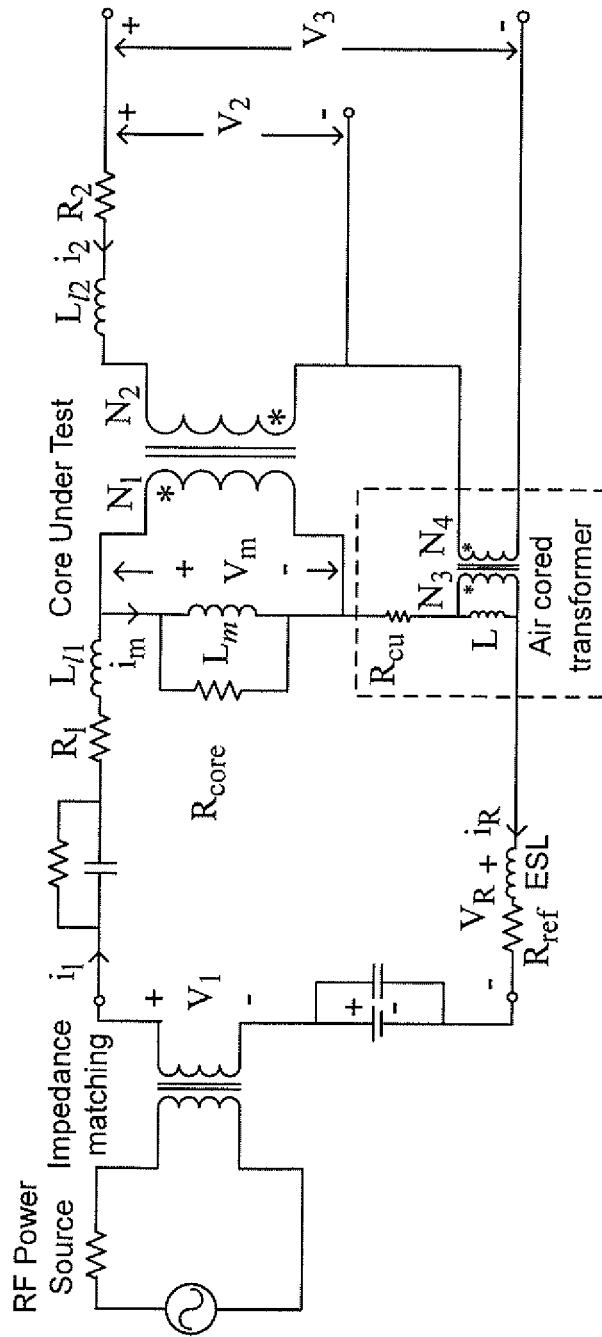 RF Power
Source
Impedance
matching
i1
V1
+
-
R1
Ll1
im
Lm
Rcore
+
Vm
-
Core Under Test
N1
*
N2
*
Ll2
i2
R2
+
V2
-
+
V3
-
Rcu
L
N3
*
N4
*
Air cored
transformer
VR + iR
ESL
Rref
-
+
-